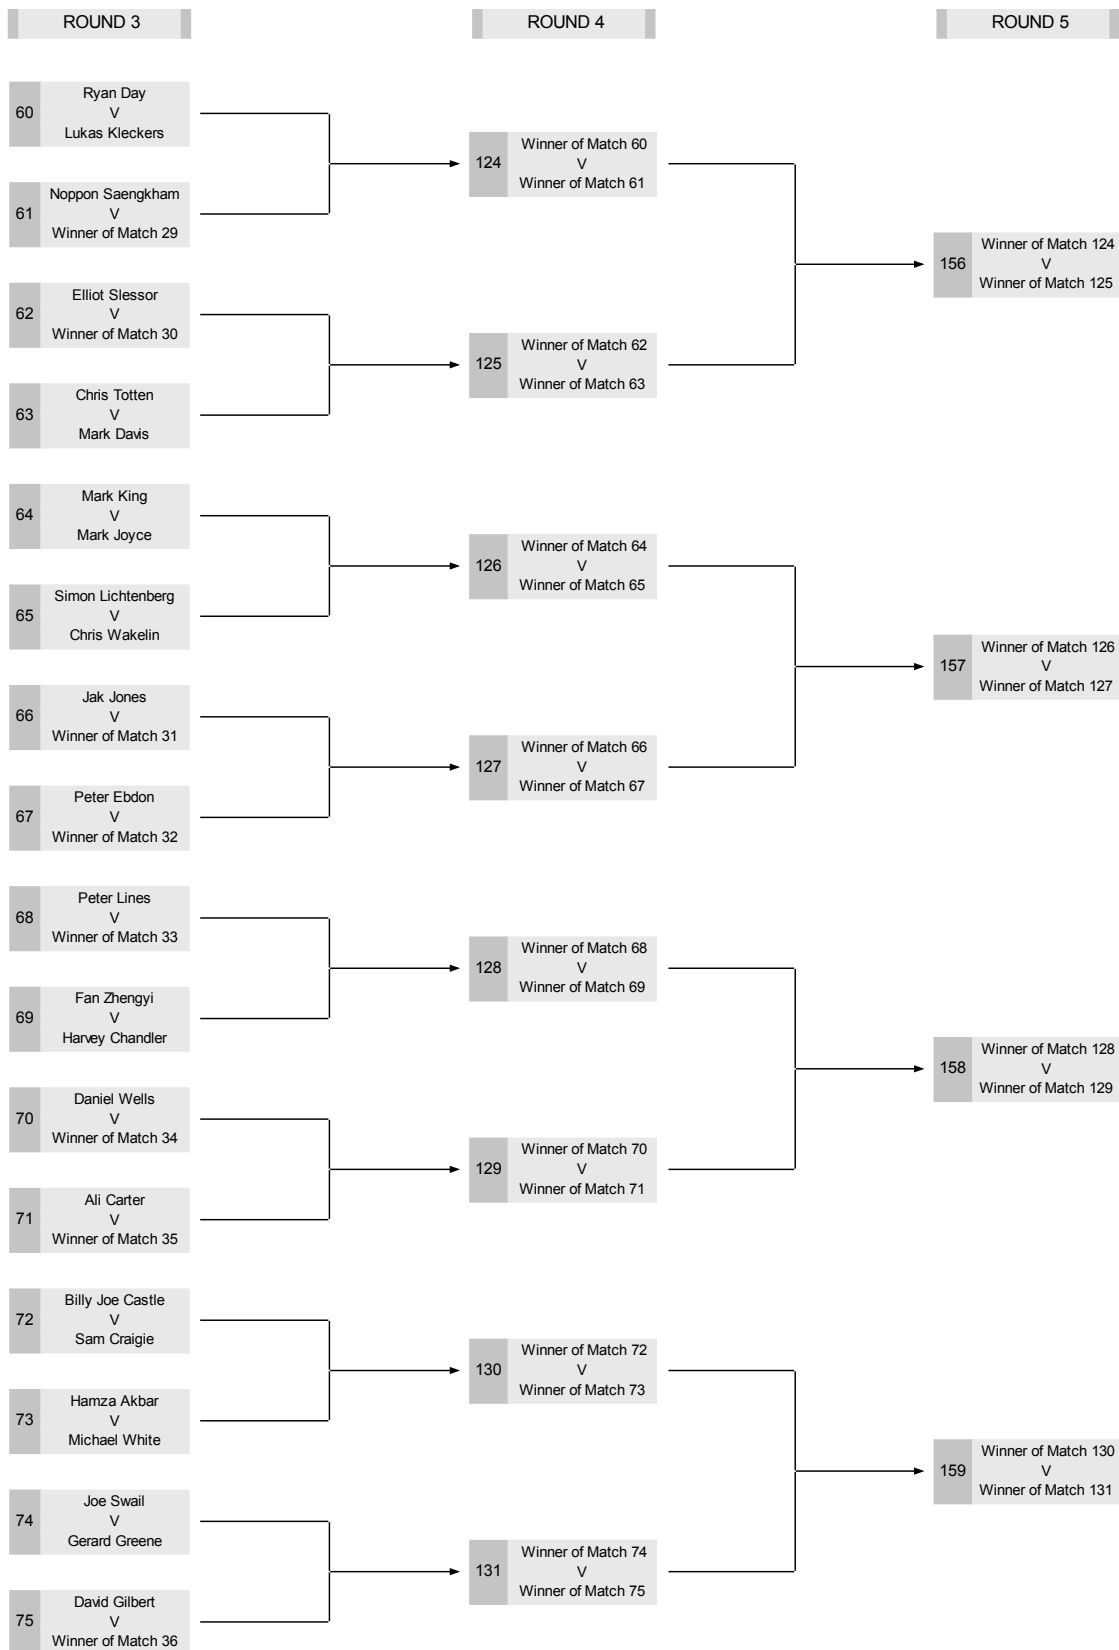 ROUND 3
ROUND 4
ROUND 5
60
Ryan Day
V
Lukas Kleckers
61
Noppon Saengkham
V
Winner of Match 29
62
Elliot Slessor
V
Winner of Match 30
63
Chris Totten
V
Mark Davis
64
Mark King
V
Mark Joyce
65
Simon Lichtenberg
V
Chris Wakelin
66
Jak Jones
V
Winner of Match 31
67
Peter Ebdon
V
Winner of Match 32
68
Peter Lines
V
Winner of Match 33
69
Fan Zhengyi
V
Harvey Chandler
70
Daniel Wells
V
Winner of Match 34
71
Ali Carter
V
Winner of Match 35
72
Billy Joe Castle
V
Sam Craigie
73
Hamza Akbar
V
Michael White
74
Joe Swail
V
Gerard Greene
75
David Gilbert
V
Winner of Match 36
124
Winner of Match 60
V
Winner of Match 61
125
Winner of Match 62
V
Winner of Match 63
126
Winner of Match 64
V
Winner of Match 65
127
Winner of Match 66
V
Winner of Match 67
128
Winner of Match 68
V
Winner of Match 69
129
Winner of Match 70
V
Winner of Match 71
130
Winner of Match 72
V
Winner of Match 73
131
Winner of Match 74
V
Winner of Match 75
156
Winner of Match 124
V
Winner of Match 125
157
Winner of Match 126
V
Winner of Match 127
158
Winner of Match 128
V
Winner of Match 129
159
Winner of Match 130
V
Winner of Match 131